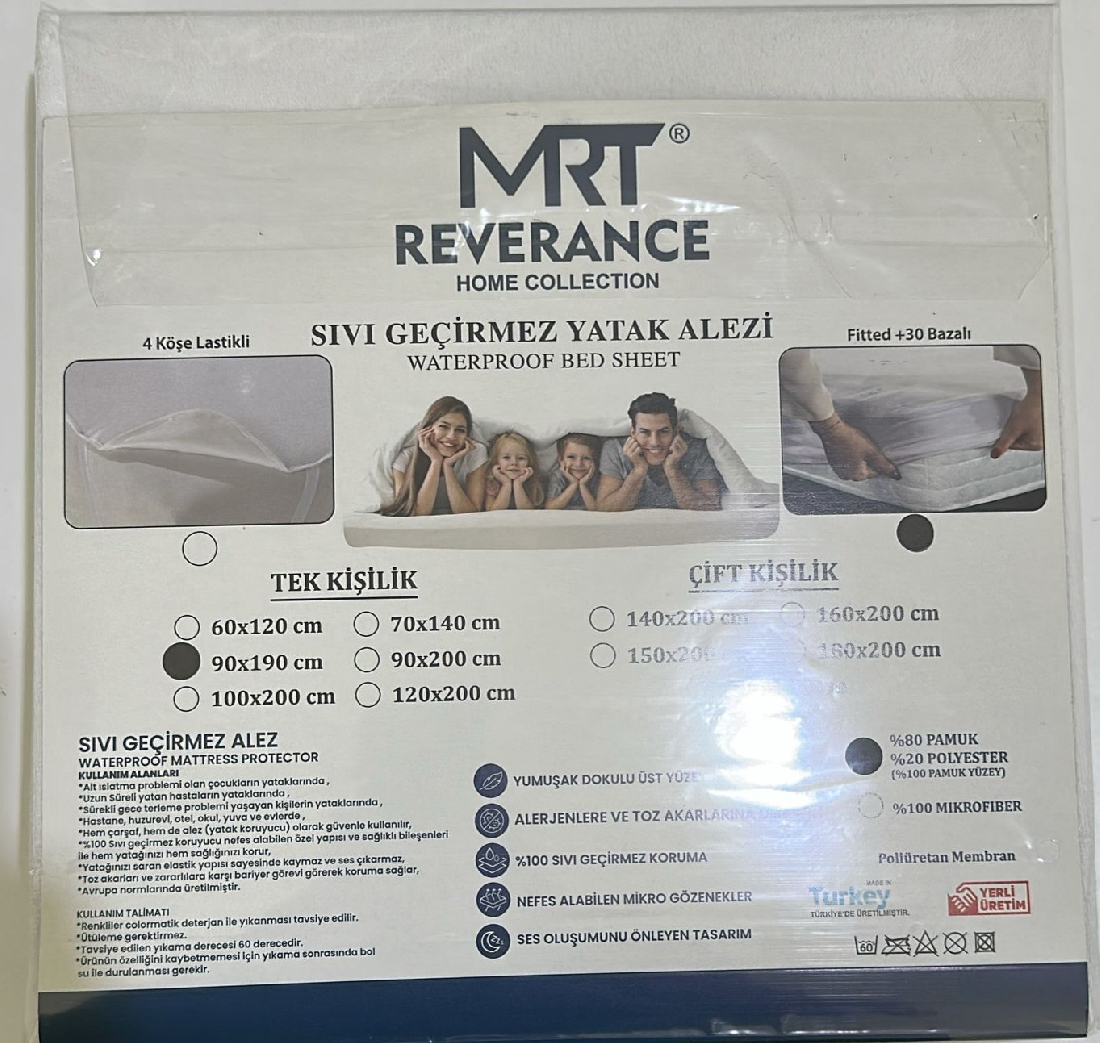 MRT®
REVERANCE
HOME COLLECTION
4 Köşe Lastikli
SIVI GEÇİRMEZ YATAK ALEZİ
WATERPROOF BED SHEET
Fitted +30 Bazalı
TEK KİŞİLİK
60x120 cm
70x140 cm
90x190 cm
90x200 cm
100x200 cm
120x200 cm
ÇİFT KİŞİLİK
140x200 cm
160x200 cm
150x200
180x200 cm
SIVI GEÇİRMEZ ALEZ
WATERPROOF MATTRESS PROTECTOR
KULLANIM ALANLARI
*Alt ıslatma problemi olan çocukların yataklarında,
*Uzun Süreli yatan hastaların yataklarında,
*Sürekli gece terleme problemi yaşayan kişilerin yataklarında,
*Hastane, huzurevi, otel, okul, yuva ve evlerde,
*Hem çarşaf, hem de alez (yatak koruyucu) olarak güvenle kullanılır,
*%100 Sıvı geçirmez koruyucu nefes alabilen özel yapısı ve sağlıklı bileşenleri
ile hem yatağınızı hem sağlığınızı korur,
*Yatağınızı saran elastik yapısı sayesinde kaymaz ve ses çıkarmaz,
*Toz akarları ve zararlılara karşı bariyer görevi görerek koruma sağlar,
*Avrupa normlarında üretilmiştir.
KULLANIM TALİMATI
*Renkliler colormatic deterjan ile yıkanması tavsiye edilir.
*Ütüleme gerektirmez.
*Tavsiye edilen yıkama derecesi 60 derecedir.
*Ürünün özelliğini kaybetmemesi için yıkama sonrasında bol
su ile durulanması gerekir.
YUMUŞAK DOKULU ÜST YÜZE
ALERJENLERE VE TOZ AKARLARINA
%100 SIVI GEÇİRMEZ KORUMA
NEFES ALABİLEN MİKRO GÖZENEKLER
SES OLUŞUMUNU ÖNLEYEN TASARIM
%80 PAMUK
%20 POLYESTER
(%100 PAMUK YÜZEY)
%100 MIKROFIBER
Poliüretan Membran
MADE IN
Turkey
TÜRKİYE'DE ÜRETİLMİŞTİR.
YERLİ
ÜRETİM
60